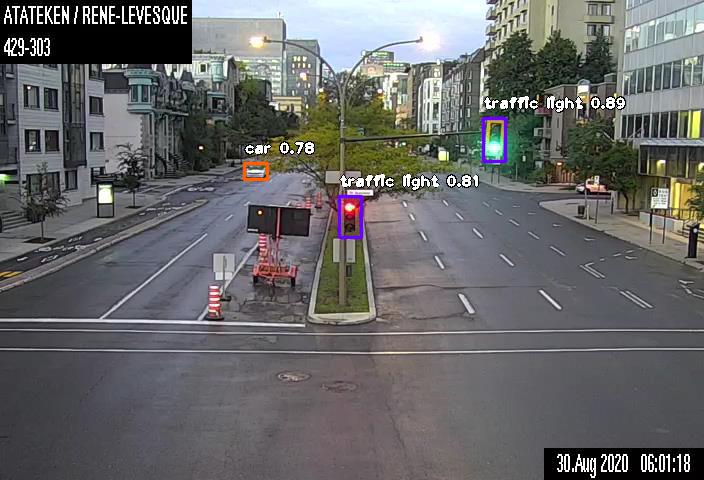 ATATEKEN / RENE-LEVESQUE
429-303
traffic light 0.89
car 0.78
traffic light 0.81
30.Aug 2020 06:01:18